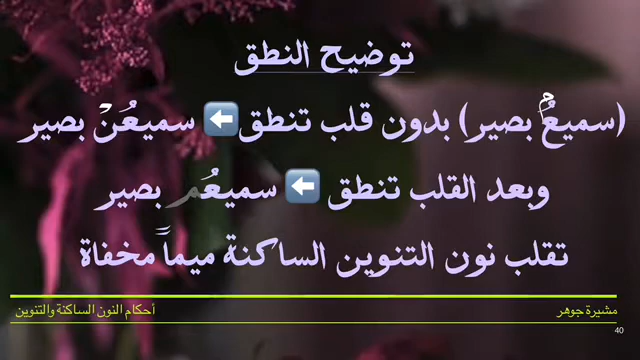 توضيح النطق
(سميعٌۢ بصير) بدون قلب تنطق ⬅️ سميعُنْ بصير
وبعد القلب تنطق ⬅️ سميعُم بصير
تقلب نون التنوين الساكنة ميماً مخفاة
مشيرة جوهر
أحكام النون الساكنة والتنوين
40